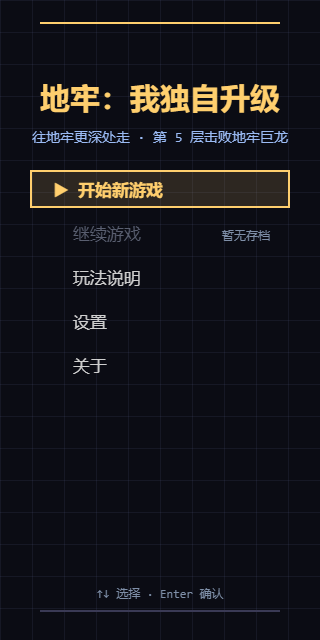 地牢：我独自升级
往地牢更深处走 · 第 5 层击败地牢巨龙
▶ 开始新游戏
继续游戏 暂无存档
玩法说明
设置
关于
↑↓ 选择 · Enter 确认